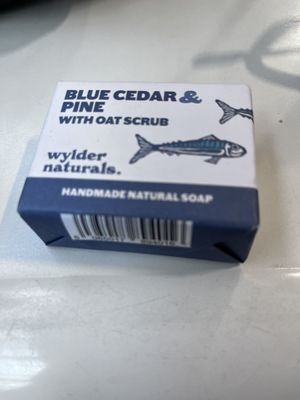 BLUE CEDAR &
PINE
WITH OAT SCRUB
wylder
naturals.
HANDMADE NATURAL SOAP